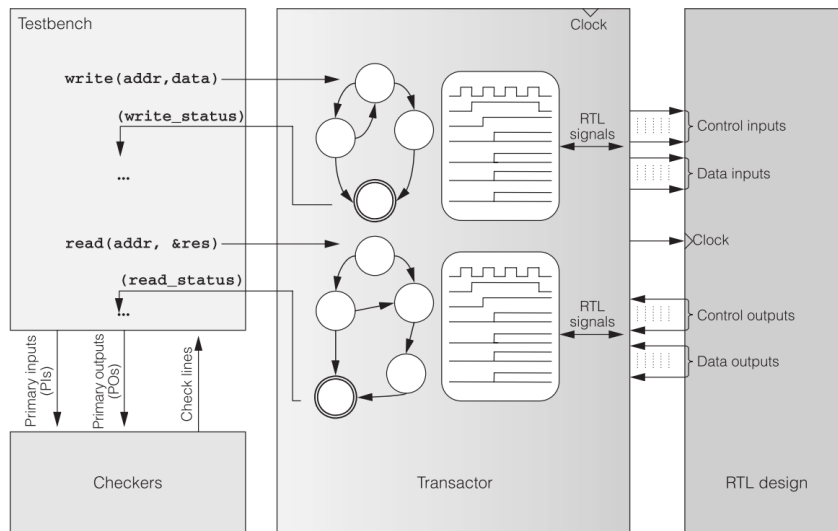 Testbench
Clock
write(addr,data)
(write_status)
...
read(addr, &res)
(read_status)
...
RTL
signals
RTL
signals
Control inputs
Data inputs
Clock
Control outputs
Data outputs
Primary inputs
(PIs)
Primary outputs
(POs)
Check lines
Checkers
Transactor
RTL design